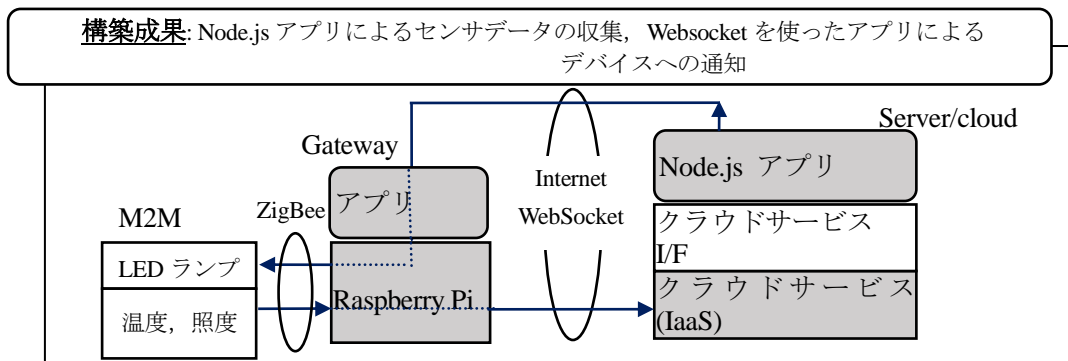 構築成果: Node.js アプリによるセンサデータの収集，Websocket を使ったアプリによる
デバイスへの通知
Server/cloud
Gateway
Node.js アプリ
Internet
アプリ
ZigBee
WebSocket
M2M
クラウドサービス
I/F
LED ランプ
クラウドサービス
(IaaS)
Raspberry Pi
温度，照度